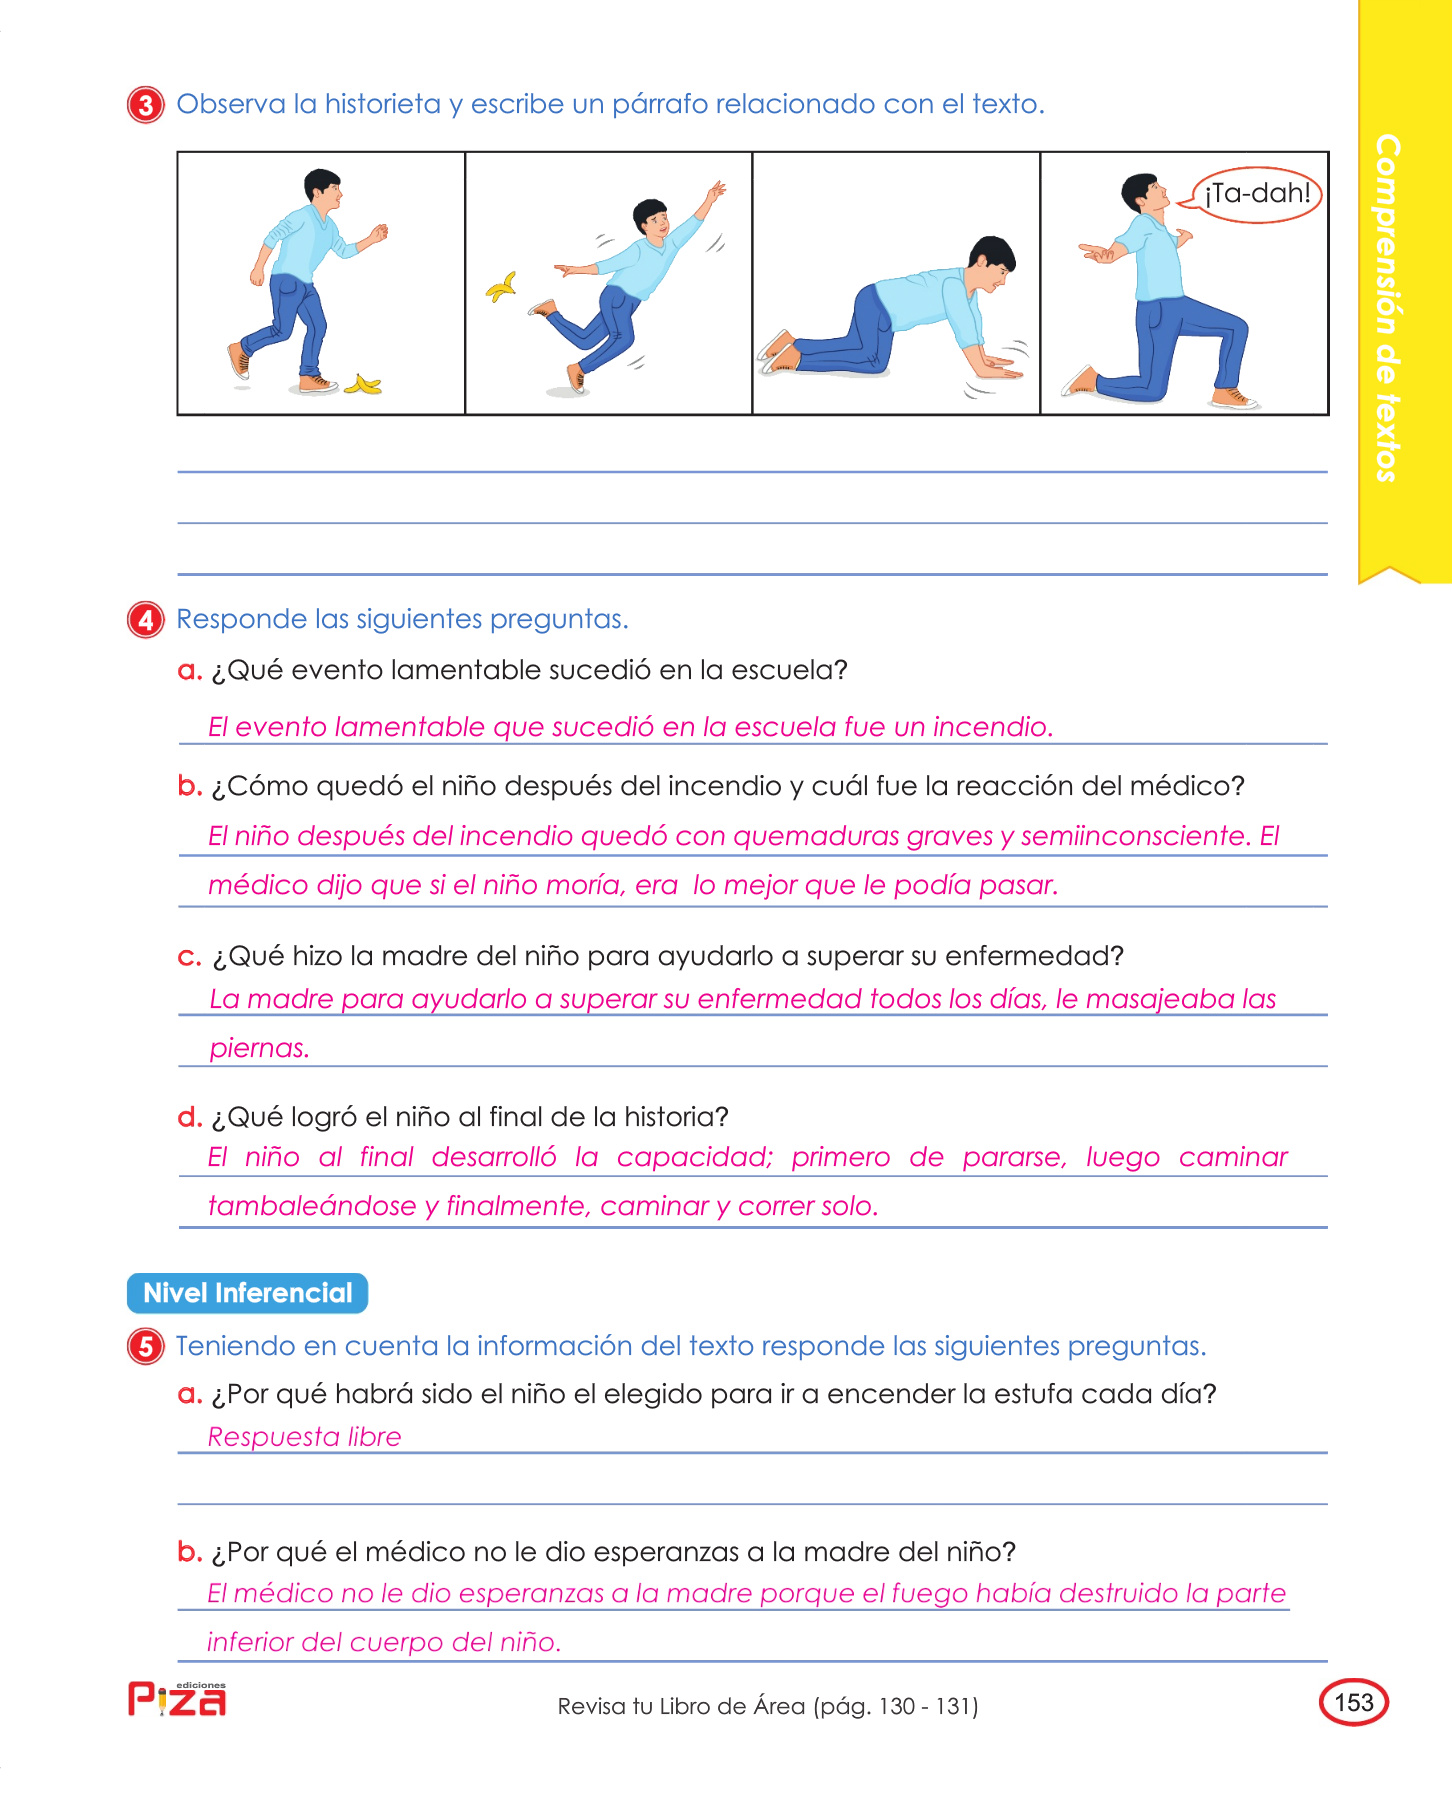 3 Observa la historieta y escribe un párrafo relacionado con el texto.
¡Ta-dah!
Comprensión de textos
4 Responde las siguientes preguntas.
a. ¿Qué evento lamentable sucedió en la escuela?
El evento lamentable que sucedió en la escuela fue un incendio.
b. ¿Cómo quedó el niño después del incendio y cuál fue la reacción del médico?
El niño después del incendio quedó con quemaduras graves y semiinconsciente. El
médico dijo que si el niño moría, era lo mejor que le podía pasar.
c. ¿Qué hizo la madre del niño para ayudarlo a superar su enfermedad?
La madre para ayudarlo a superar su enfermedad todos los días, le masajeaba las
piernas.
d. ¿Qué logró el niño al final de la historia?
El niño al final desarrolló la capacidad; primero de pararse, luego caminar
tambaleándose y finalmente, caminar y correr solo.
Nivel Inferencial
5 Teniendo en cuenta la información del texto responde las siguientes preguntas.
a. ¿Por qué habrá sido el niño el elegido para ir a encender la estufa cada día?
Respuesta libre
b. ¿Por qué el médico no le dio esperanzas a la madre del niño?
El médico no le dio esperanzas a la madre porque el fuego había destruido la parte
inferior del cuerpo del niño.
ediciones
Piza
Revisa tu Libro de Área (pág. 130 - 131)
153